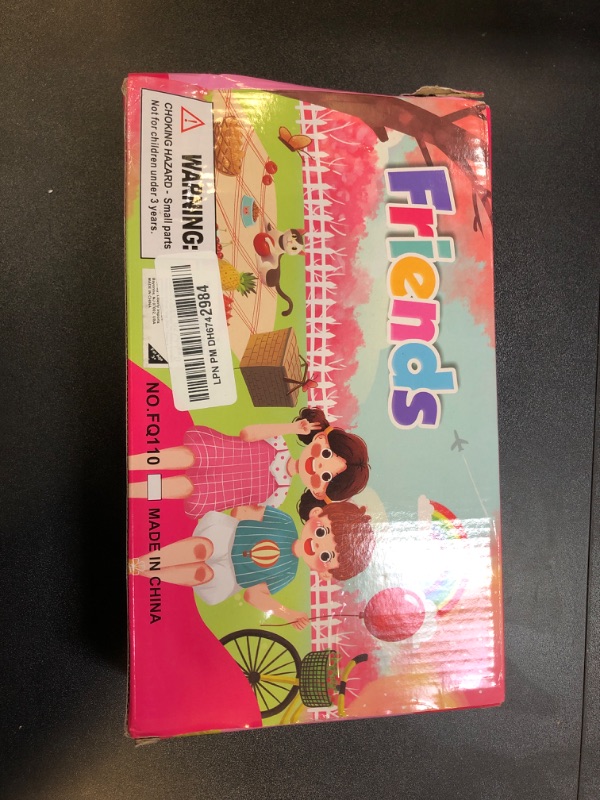 Friends
WARNING:
CHOKING HAZARD - Small parts
Not for children under 3 years.
LPN PM DH6742984
NO.FQ110
MADE IN CHINA